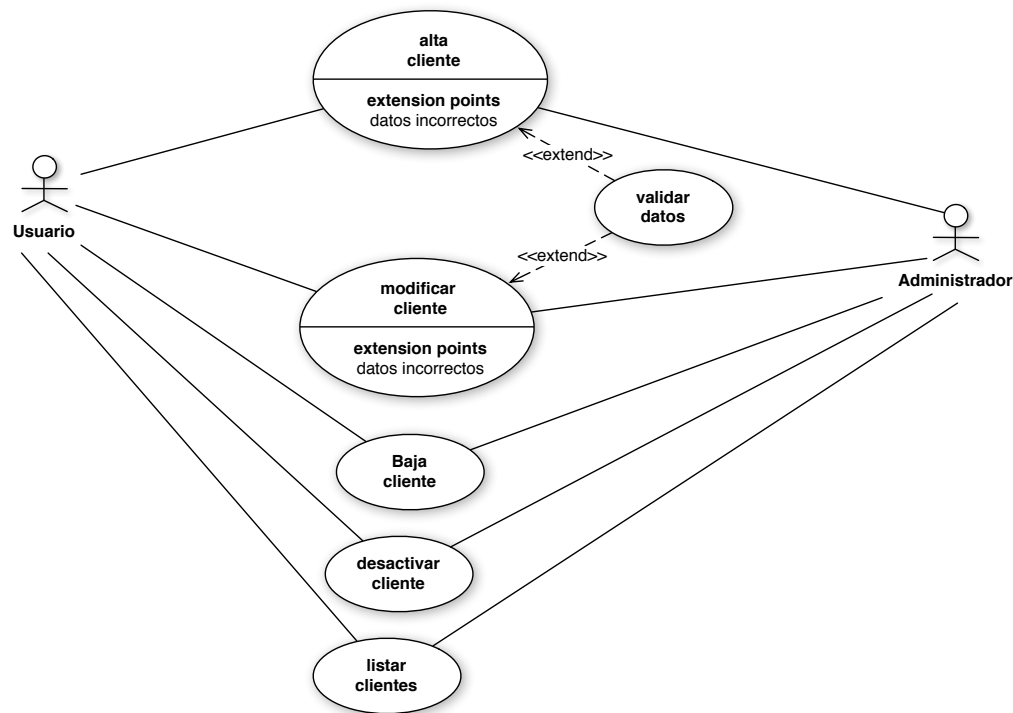 alta
cliente
extension points
datos incorrectos
<<extend>>
validar
datos
Usuario
<<extend>>
Administrador
modificar
cliente
extension points
datos incorrectos
Baja
cliente
desactivar
cliente
listar
clientes